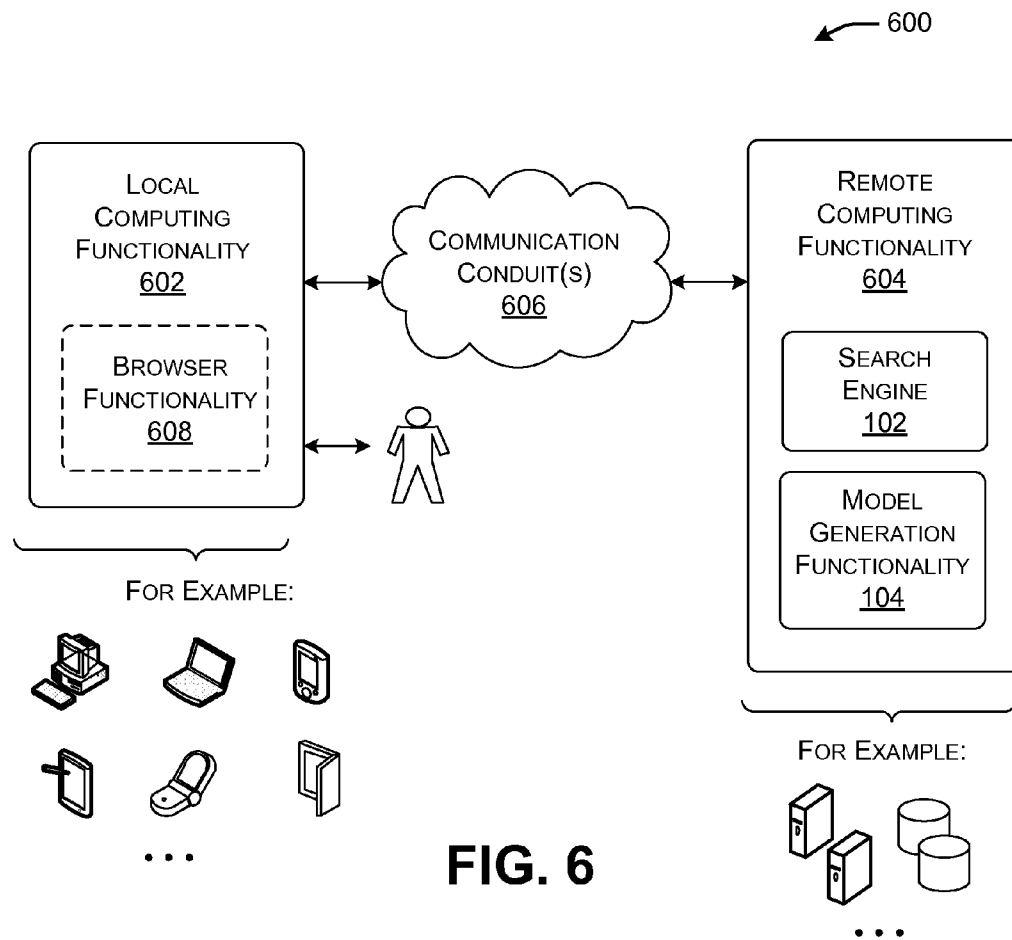 600
LOCAL
COMPUTING
FUNCTIONALITY
602
BROWSER
FUNCTIONALITY
608
COMMUNICATION
CONDUIT(S)
606
REMOTE
COMPUTING
FUNCTIONALITY
604
SEARCH
ENGINE
102
MODEL
GENERATION
FUNCTIONALITY
104
FOR EXAMPLE:
• • •
FOR EXAMPLE:
• • •
FIG. 6